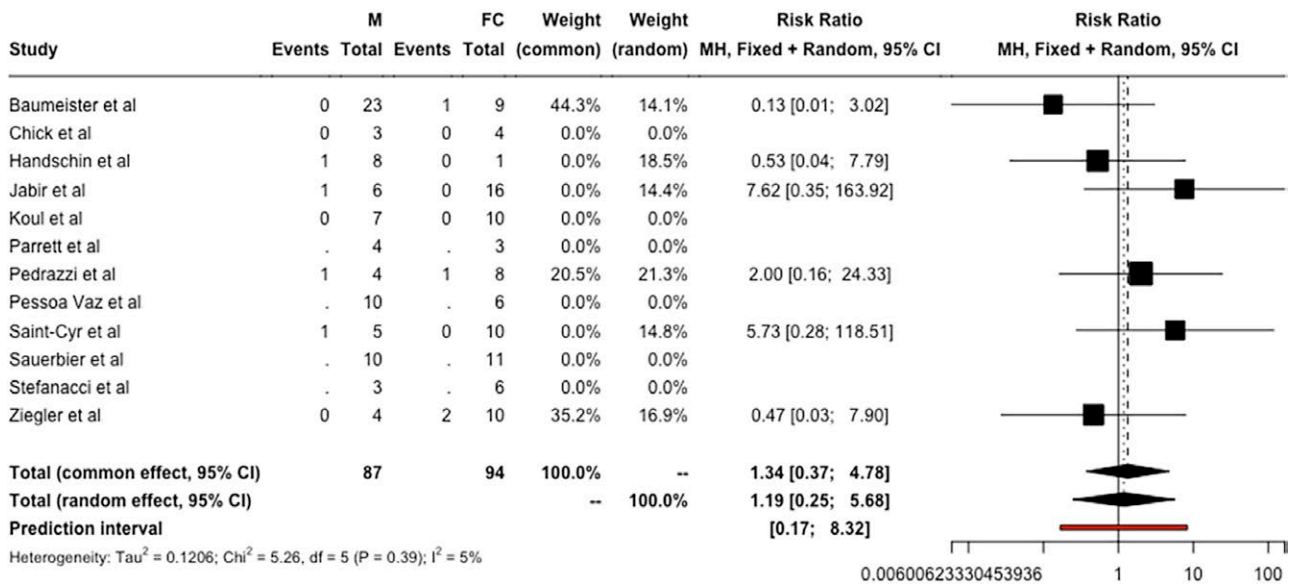 M FC Weight Weight Risk Ratio Risk Ratio
Study Events Total Events Total (common) (random) MH, Fixed + Random, 95% CI MH, Fixed + Random, 95% CI
Baumeister et al 0 23 1 9 44.3% 14.1% 0.13 [0.01; 3.02]
Chick et al 0 3 0 4 0.0% 0.0%
Handschin et al 1 8 0 1 0.0% 18.5% 0.53 [0.04; 7.79]
Jabir et al 1 6 0 16 0.0% 14.4% 7.62 [0.35; 163.92]
Koul et al 0 7 0 10 0.0% 0.0%
Parrett et al . 4 . 3 0.0% 0.0%
Pedrazzi et al 1 4 1 8 20.5% 21.3% 2.00 [0.16; 24.33]
Pessoa Vaz et al . 10 . 6 0.0% 0.0%
Saint-Cyr et al 1 5 0 10 0.0% 14.8% 5.73 [0.28; 118.51]
Sauerbier et al . 10 . 11 0.0% 0.0%
Stefanacci et al . 3 . 6 0.0% 0.0%
Ziegler et al 0 4 2 10 35.2% 16.9% 0.47 [0.03; 7.90]
Total (common effect, 95% CI) 87 94 100.0% -- 1.34 [0.37; 4.78]
Total (random effect, 95% CI) -- 100.0% 1.19 [0.25; 5.68]
Prediction interval [0.17; 8.32]
Heterogeneity: Tau² = 0.1206; Chi² = 5.26, df = 5 (P = 0.39); I² = 5%
0.00600623330453936 1 10 100